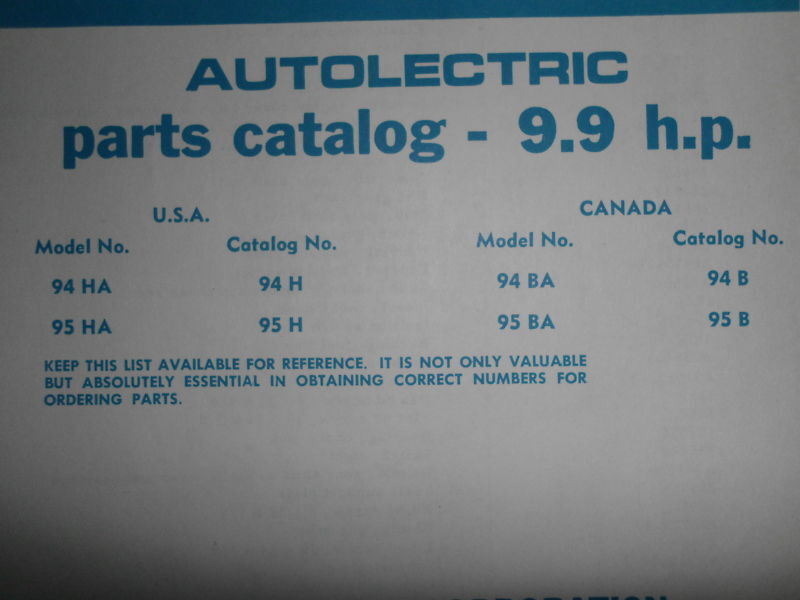 AUTOLECTRIC
parts catalog - 9.9 h.p.
U.S.A. CANADA
Model No. Catalog No. Model No. Catalog No.
94 HA 94 H 94 BA 94 B
95 HA 95 H 95 BA 95 B
KEEP THIS LIST AVAILABLE FOR REFERENCE. IT IS NOT ONLY VALUABLE
BUT ABSOLUTELY ESSENTIAL IN OBTAINING CORRECT NUMBERS FOR
ORDERING PARTS.